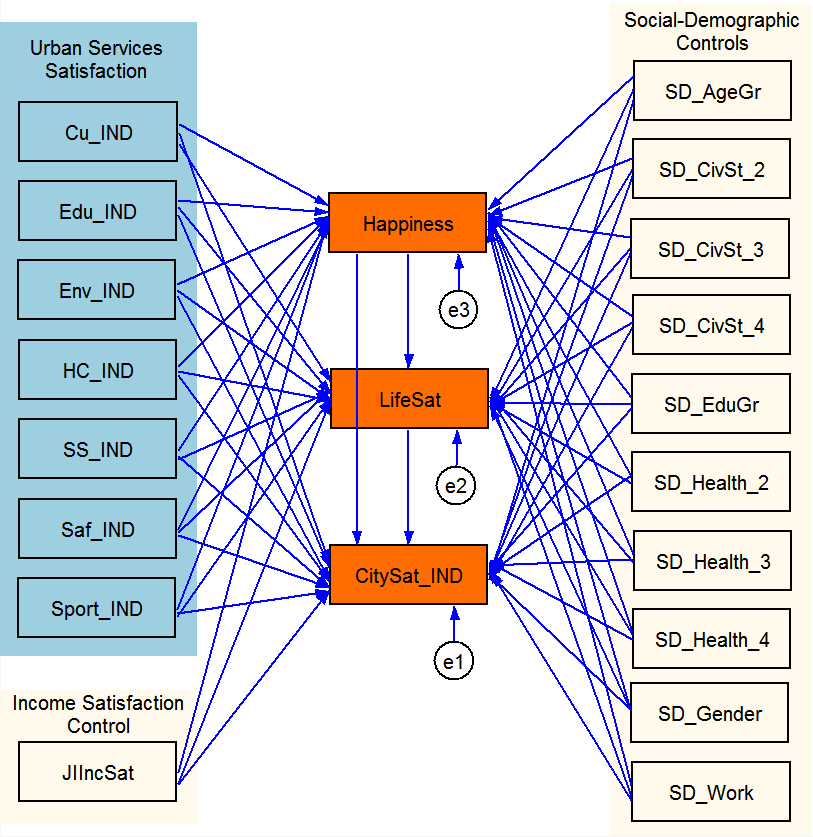 Urban Services
Satisfaction
Cu_IND
Edu_IND
Env_IND
HC_IND
SS_IND
Saf_IND
Sport_IND
Income Satisfaction
Control
JIIncSat
Happiness
e3
LifeSat
e2
CitySat_IND
e1
Social-Demographic
Controls
SD_AgeGr
SD_CivSt_2
SD_CivSt_3
SD_CivSt_4
SD_EduGr
SD_Health_2
SD_Health_3
SD_Health_4
SD_Gender
SD_Work